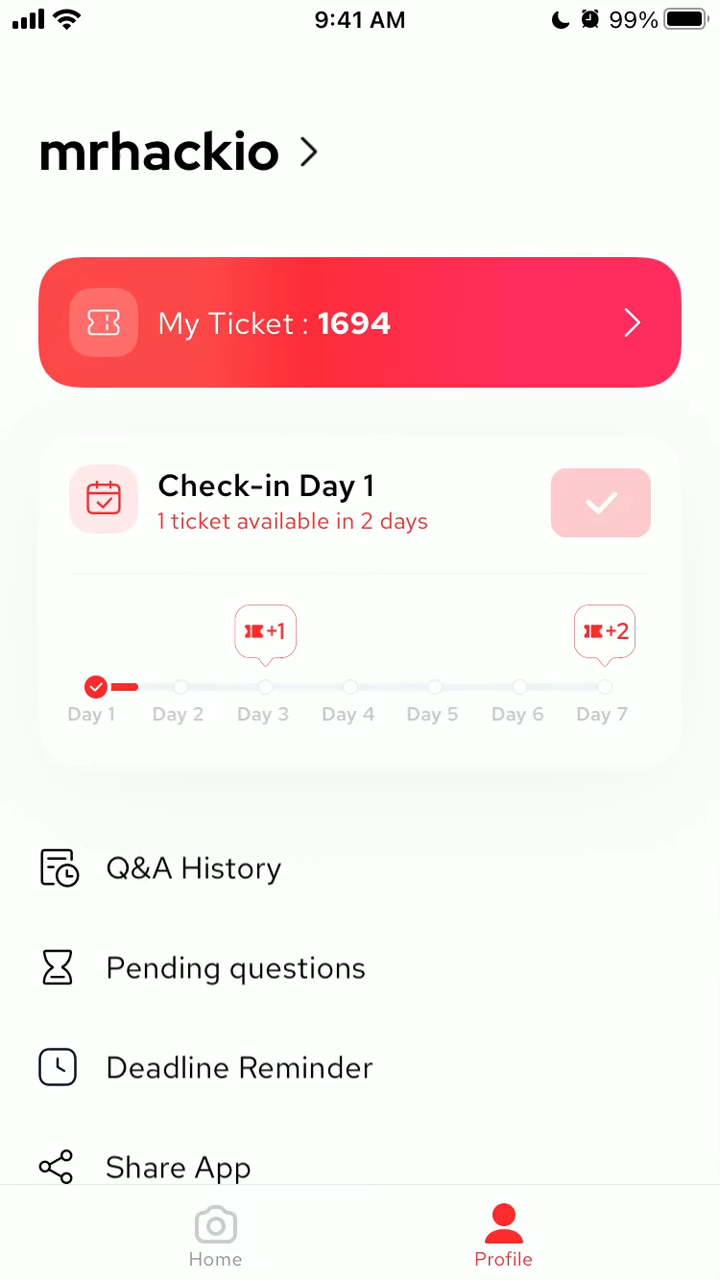 9:41 AM
99%
mrhackio
My Ticket : 1694
Check-in Day 1
1 ticket available in 2 days
+1
+2
Day 1 Day 2 Day 3 Day 4 Day 5 Day 6 Day 7
Q&A History
Pending questions
Deadline Reminder
Share App
Home
Profile